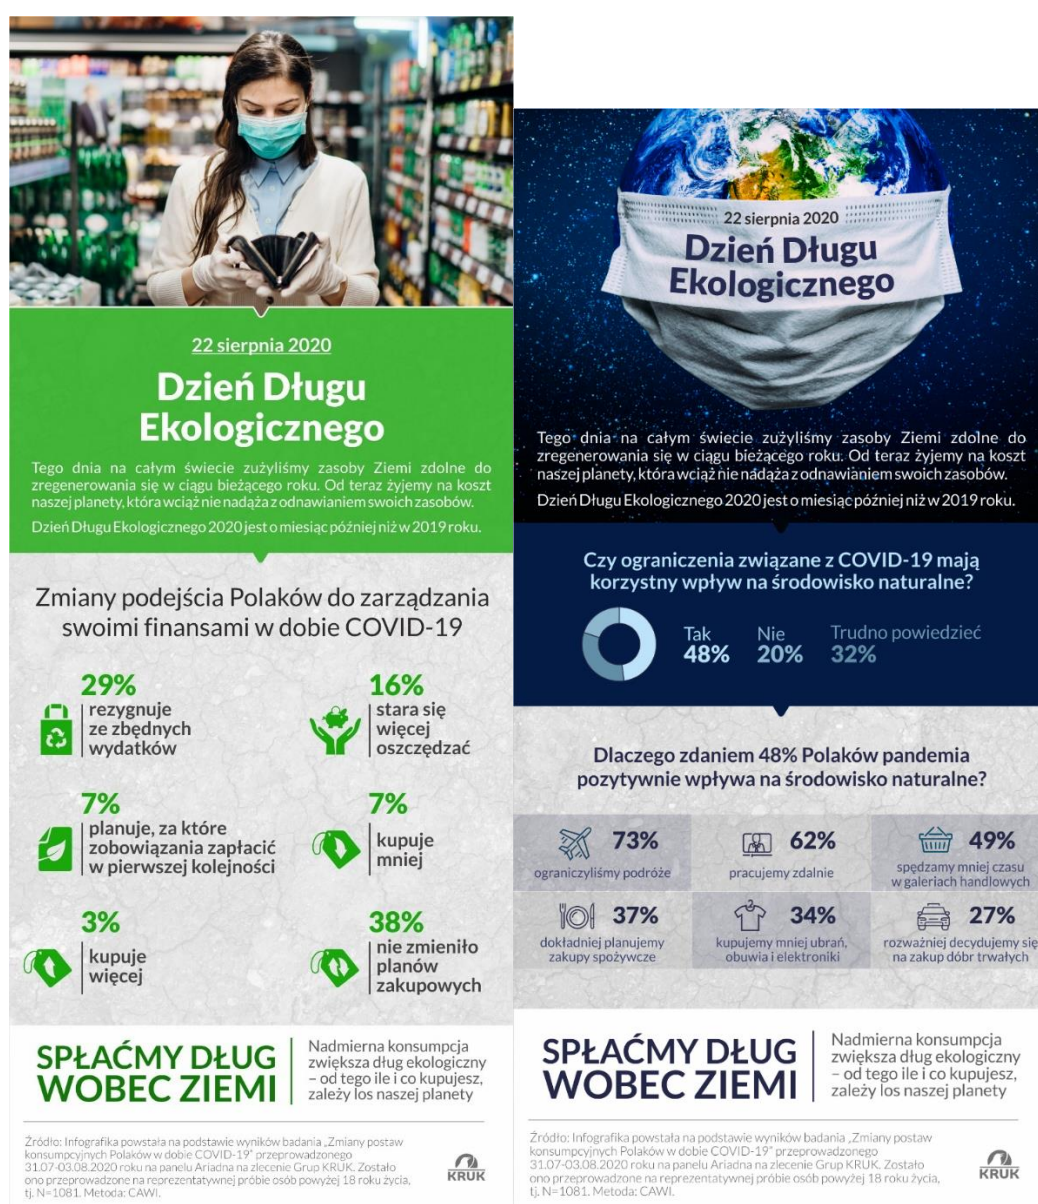 22 sierpnia 2020
Dzień Długu
Ekologicznego
Tego dnia na całym świecie zużyliśmy zasoby Ziemi zdolne do
zregenerowania się w ciągu bieżącego roku. Od teraz żyjemy na koszt
naszej planety, która wciąż nie nadąża z odnawianiem swoich zasobów.
Dzień Długu Ekologicznego 2020 jest o miesiąc później niż w 2019 roku.
Zmiany podejścia Polaków do zarządzania
swoimi finansami w dobie COVID-19
29%
rezygnuje
ze zbędnych
wydatków
16%
stara się
więcej
oszczędzać
7%
planuje, za które
zobowiązania zapłacić
w pierwszej kolejności
7%
kupuje
mniej
3%
kupuje
więcej
38%
nie zmieniło
planów
zakupowych
SPŁAĆMY DŁUG
WOBEC ZIEMI
Nadmierna konsumpcja
zwiększa dług ekologiczny
– od tego ile i co kupujesz,
zależy los naszej planety
Źródło: Infografika powstała na podstawie wyników badania „Zmiany postaw
konsumpcyjnych Polaków w dobie COVID-19" przeprowadzonego
31.07-03.08.2020 roku na panelu Ariadna na zlecenie Grup KRUK. Zostało
ono przeprowadzone na reprezentatywnej próbie osób powyżej 18 roku życia,
tj. N=1081. Metoda: CAWI.
KRUK
22 sierpnia 2020
Dzień Długu
Ekologicznego
Tego dnia na całym świecie zużyliśmy zasoby Ziemi zdolne do
zregenerowania się w ciągu bieżącego roku. Od teraz żyjemy na koszt
naszej planety, która wciąż nie nadąża z odnawianiem swoich zasobów.
Dzień Długu Ekologicznego 2020 jest o miesiąc później niż w 2019 roku.
Czy ograniczenia związane z COVID-19 mają
korzystny wpływ na środowisko naturalne?
Tak
48%
Nie
20%
Trudno powiedzieć
32%
Dlaczego zdaniem 48% Polaków pandemia
pozytywnie wpływa na środowisko naturalne?
73%
ograniczyliśmy podróże
62%
pracujemy zdalnie
49%
spędzamy mniej czasu
w galeriach handlowych
37%
dokładniej planujemy
zakupy spożywcze
34%
kupujemy mniej ubrań,
obuwia i elektroniki
27%
rozważniej decydujemy się
na zakup dóbr trwałych
SPŁAĆMY DŁUG
WOBEC ZIEMI
Nadmierna konsumpcja
zwiększa dług ekologiczny
– od tego ile i co kupujesz,
zależy los naszej planety
Źródło: Infografika powstała na podstawie wyników badania „Zmiany postaw
konsumpcyjnych Polaków w dobie COVID-19" przeprowadzonego
31.07-03.08.2020 roku na panelu Ariadna na zlecenie Grup KRUK. Zostało
ono przeprowadzone na reprezentatywnej próbie osób powyżej 18 roku życia,
tj. N=1081. Metoda: CAWI.
KRUK